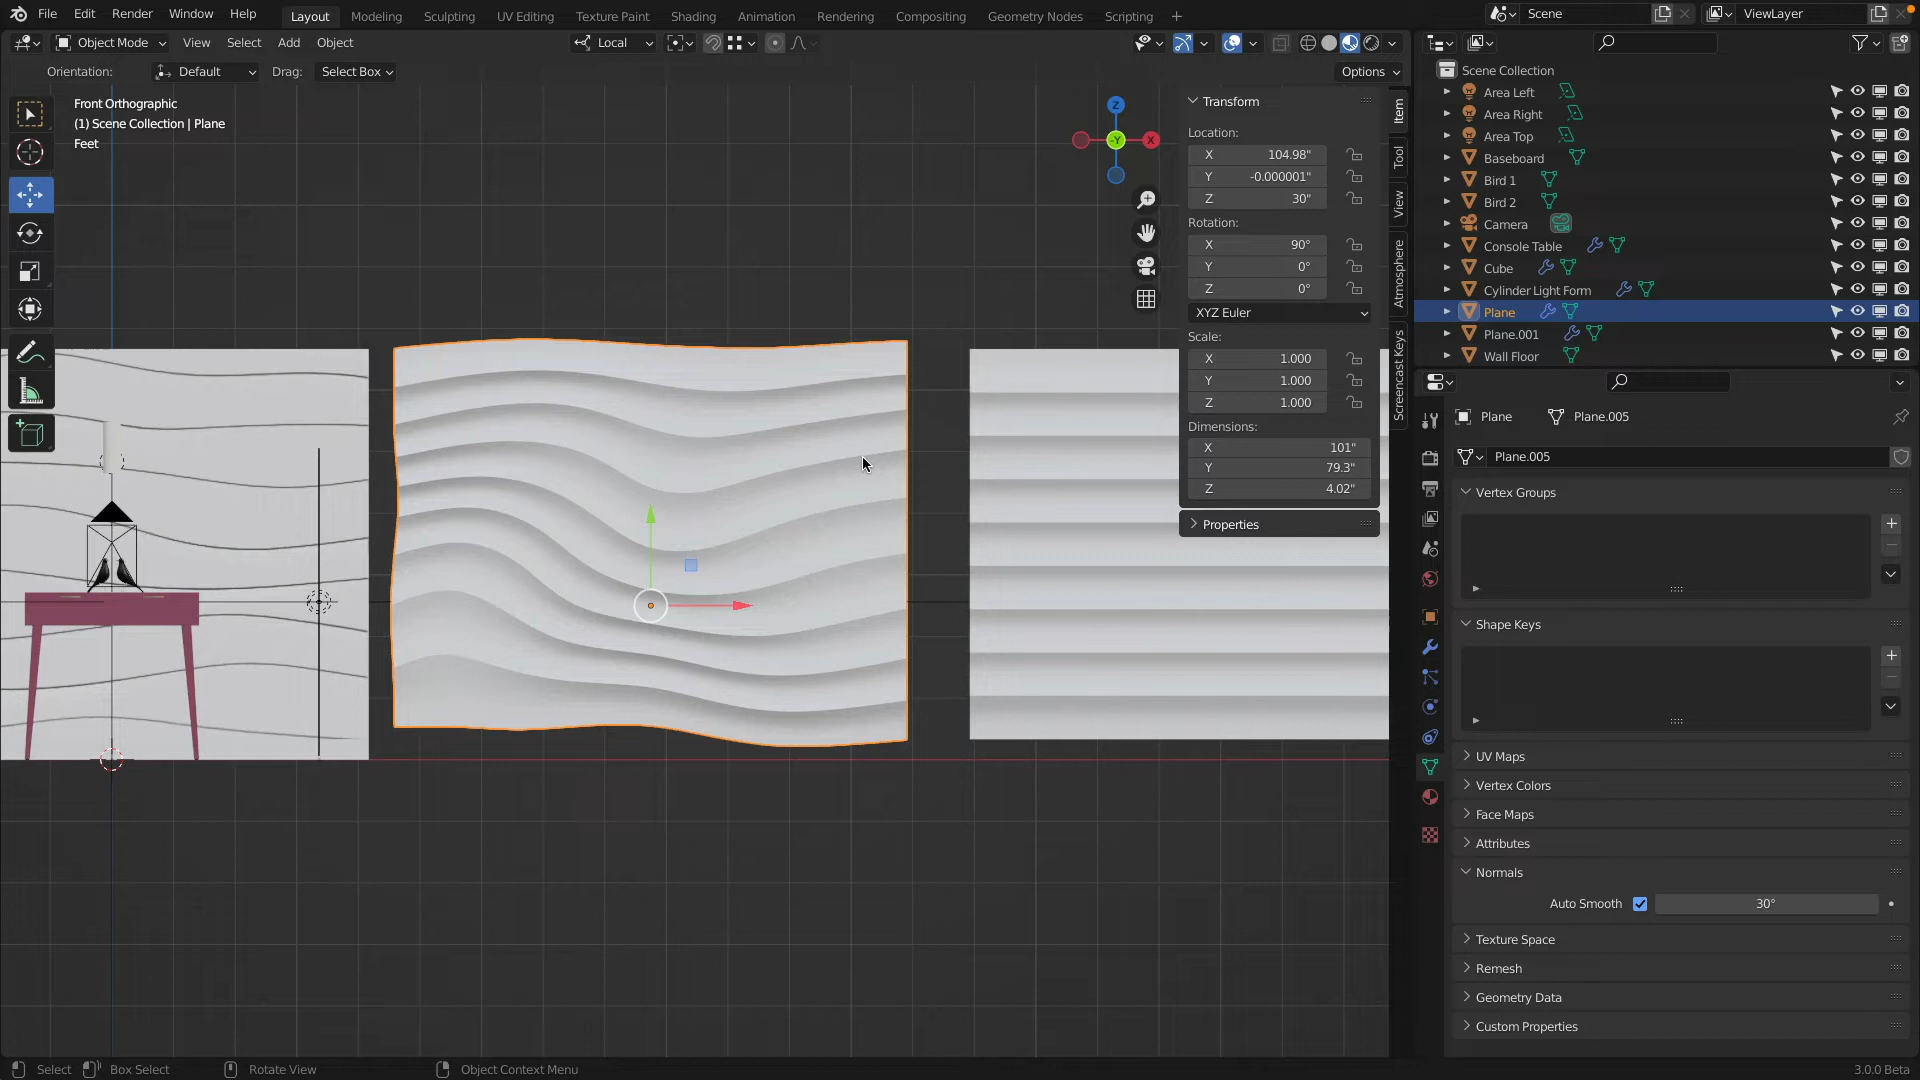 File Edit Render Window Help Layout Modeling Sculpting UV Editing Texture Paint Shading Animation Rendering Compositing Geometry Nodes Scripting + Scene ViewLayer
Object Mode View Select Add Object Local
Orientation: Default Drag: Select Box Options
Front Orthographic
(1) Scene Collection | Plane
Feet
Z
Y
X
Transform
Location:
X 104.98"
Y -0.000001"
Z 30"
Rotation:
X 90°
Y 0°
Z 0°
XYZ Euler
Scale:
X 1.000
Y 1.000
Z 1.000
Dimensions:
X 101"
Y 79.3"
Z 4.02"
Properties
Item
Tool
View
Atmosphere
Screencast Keys
Scene Collection
Area Left
Area Right
Area Top
Baseboard
Bird 1
Bird 2
Camera
Console Table
Cube
Cylinder Light Form
Plane
Plane.001
Wall Floor
Plane Plane.005
Plane.005
Vertex Groups
Shape Keys
UV Maps
Vertex Colors
Face Maps
Attributes
Normals
Auto Smooth 30°
Texture Space
Remesh
Geometry Data
Custom Properties
Select Box Select Rotate View Object Context Menu 3.0.0 Beta